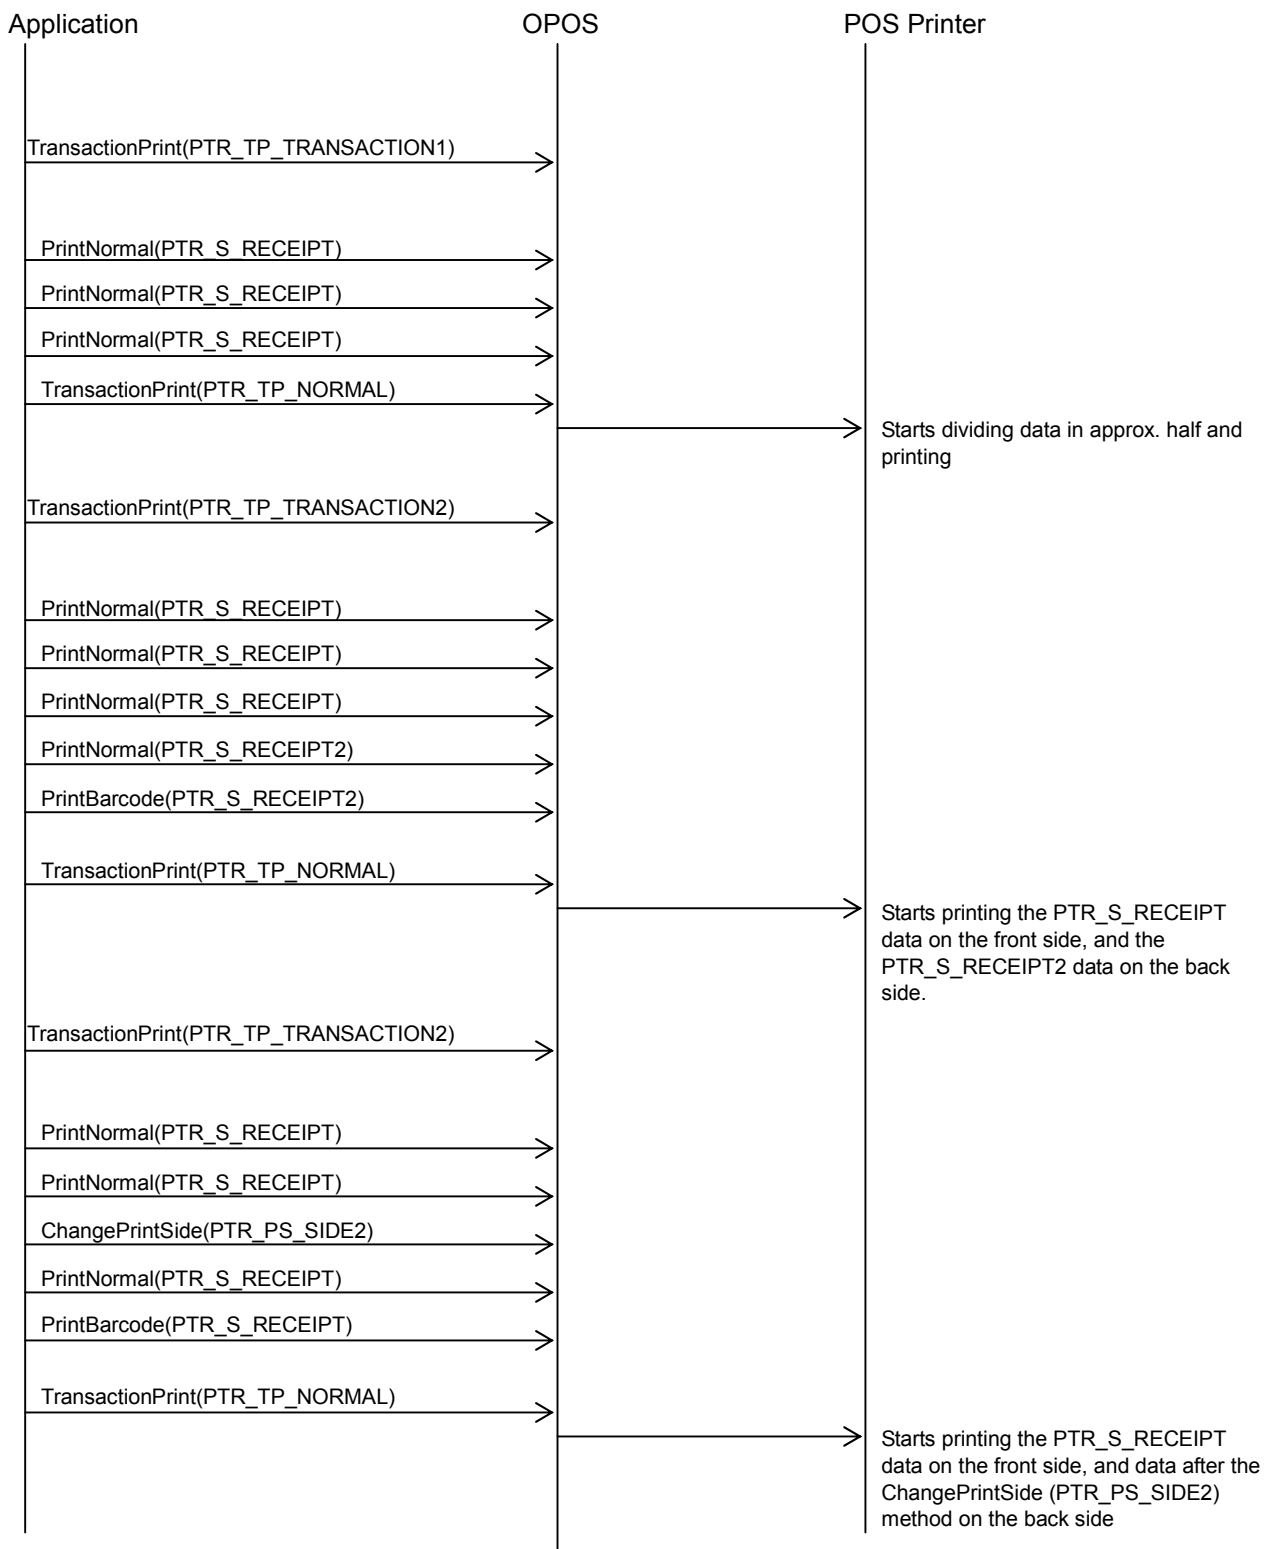 Application
OPOS
POS Printer
TransactionPrint(PTR_TP_TRANSACTION1)
PrintNormal(PTR_S_RECEIPT)
PrintNormal(PTR_S_RECEIPT)
PrintNormal(PTR_S_RECEIPT)
TransactionPrint(PTR_TP_NORMAL)
Starts dividing data in approx. half and
printing
TransactionPrint(PTR_TP_TRANSACTION2)
PrintNormal(PTR_S_RECEIPT)
PrintNormal(PTR_S_RECEIPT)
PrintNormal(PTR_S_RECEIPT)
PrintNormal(PTR_S_RECEIPT2)
PrintBarcode(PTR_S_RECEIPT2)
TransactionPrint(PTR_TP_NORMAL)
Starts printing the PTR_S_RECEIPT
data on the front side, and the
PTR_S_RECEIPT2 data on the back
side.
TransactionPrint(PTR_TP_TRANSACTION2)
PrintNormal(PTR_S_RECEIPT)
PrintNormal(PTR_S_RECEIPT)
ChangePrintSide(PTR_PS_SIDE2)
PrintNormal(PTR_S_RECEIPT)
PrintBarcode(PTR_S_RECEIPT)
TransactionPrint(PTR_TP_NORMAL)
Starts printing the PTR_S_RECEIPT
data on the front side, and data after the
ChangePrintSide (PTR_PS_SIDE2)
method on the back side